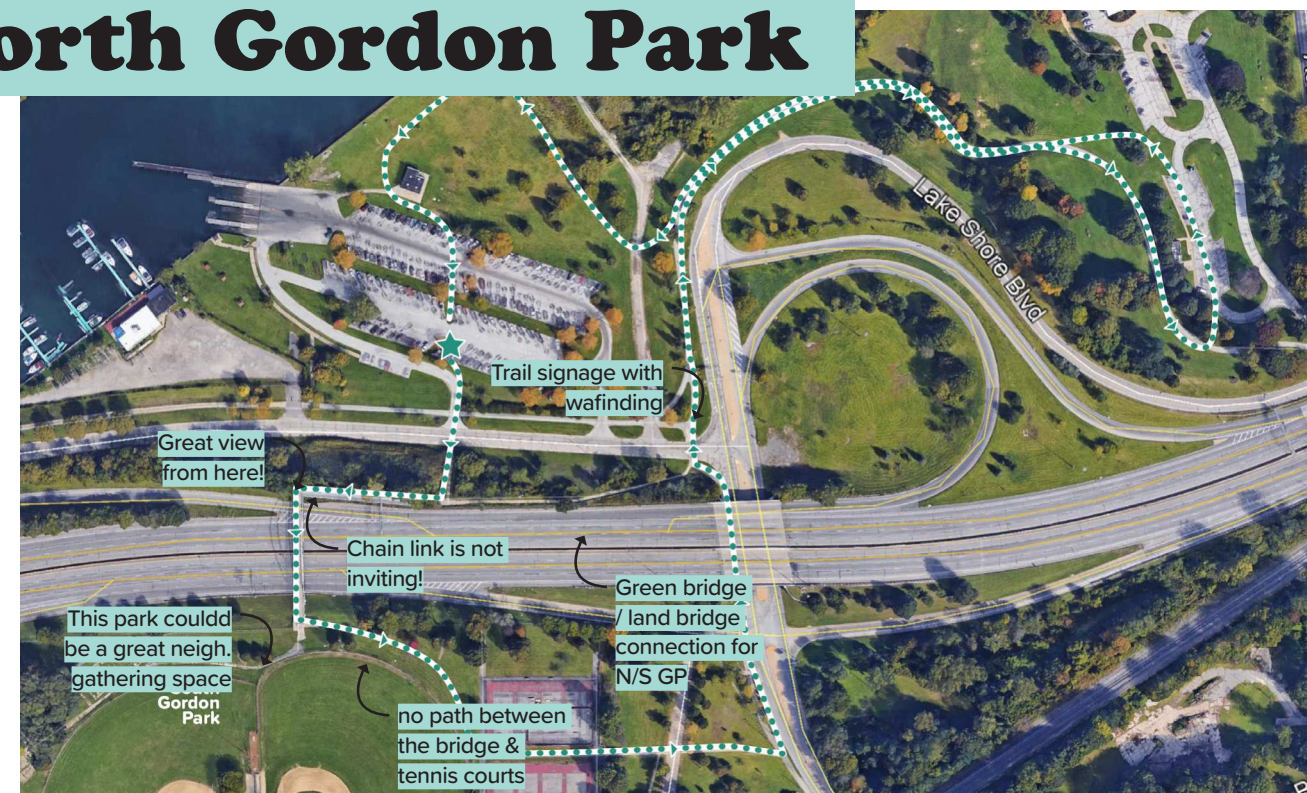 orth Gordon Park
Lake Shore Blvd
Trail signage with
wafinding
Great view
from here!
Chain link is not
inviting!
Green bridge
/ land bridge
connection for
N/S GP
This park couldd
be a great neigh.
gathering space
Gordon
Park
no path between
the bridge &
tennis courts